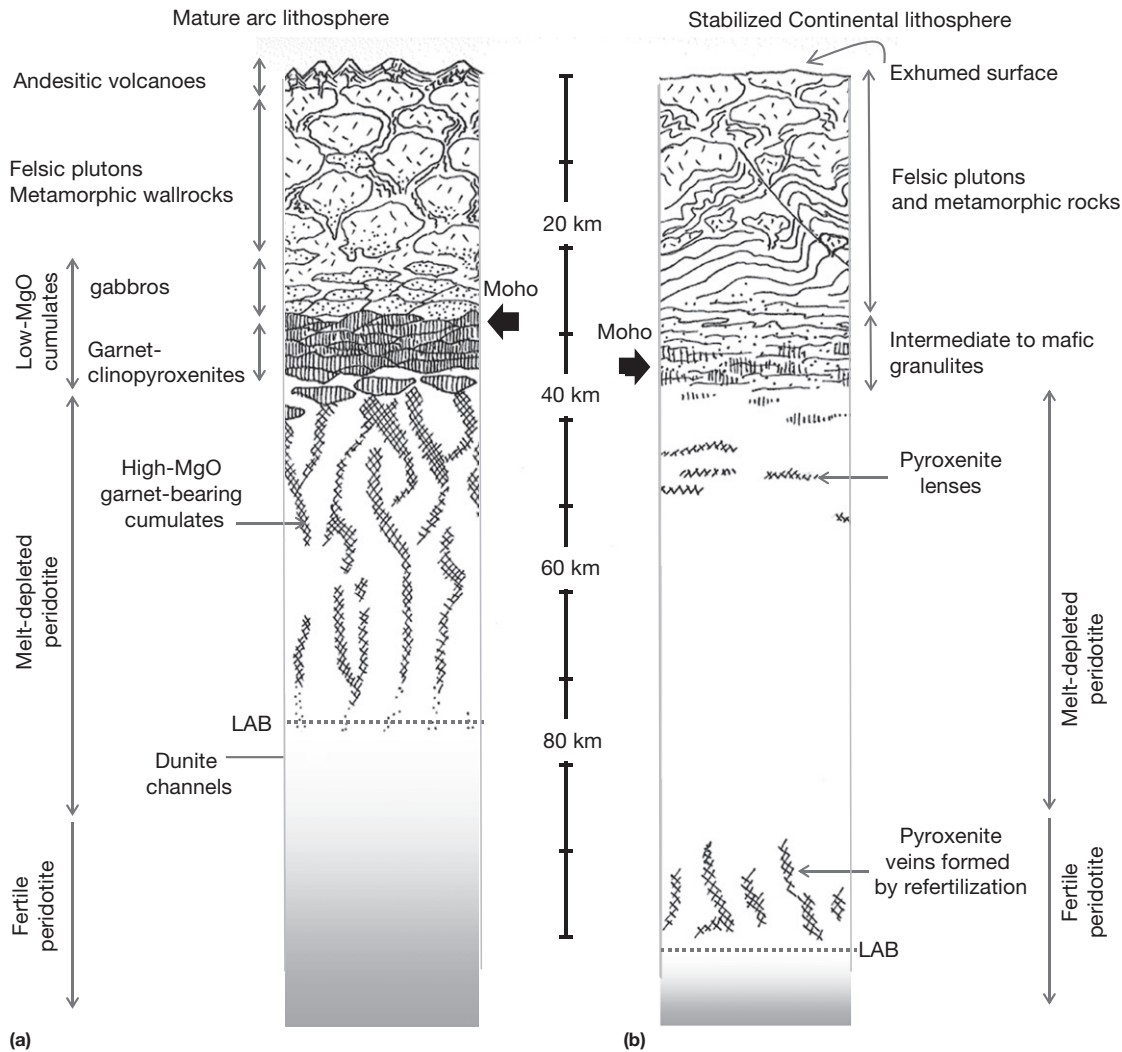 Mature arc lithosphere
Stabilized Continental lithosphere
Andesitic volcanoes
Felsic plutons
Metamorphic wallrocks
Low-MgO
cumulates
gabbros
Garnet-
clinopyroxenites
High-MgO
garnet-bearing
cumulates
Melt-depleted
peridotite
LAB
Dunite
channels
Fertile
peridotite
(a)
Moho
20 km
40 km
60 km
80 km
Moho
Exhumed surface
Felsic plutons
and metamorphic rocks
Intermediate to mafic
granulites
Pyroxenite
lenses
Melt-depleted
peridotite
Pyroxenite
veins formed
by refertilization
Fertile
peridotite
LAB
(b)